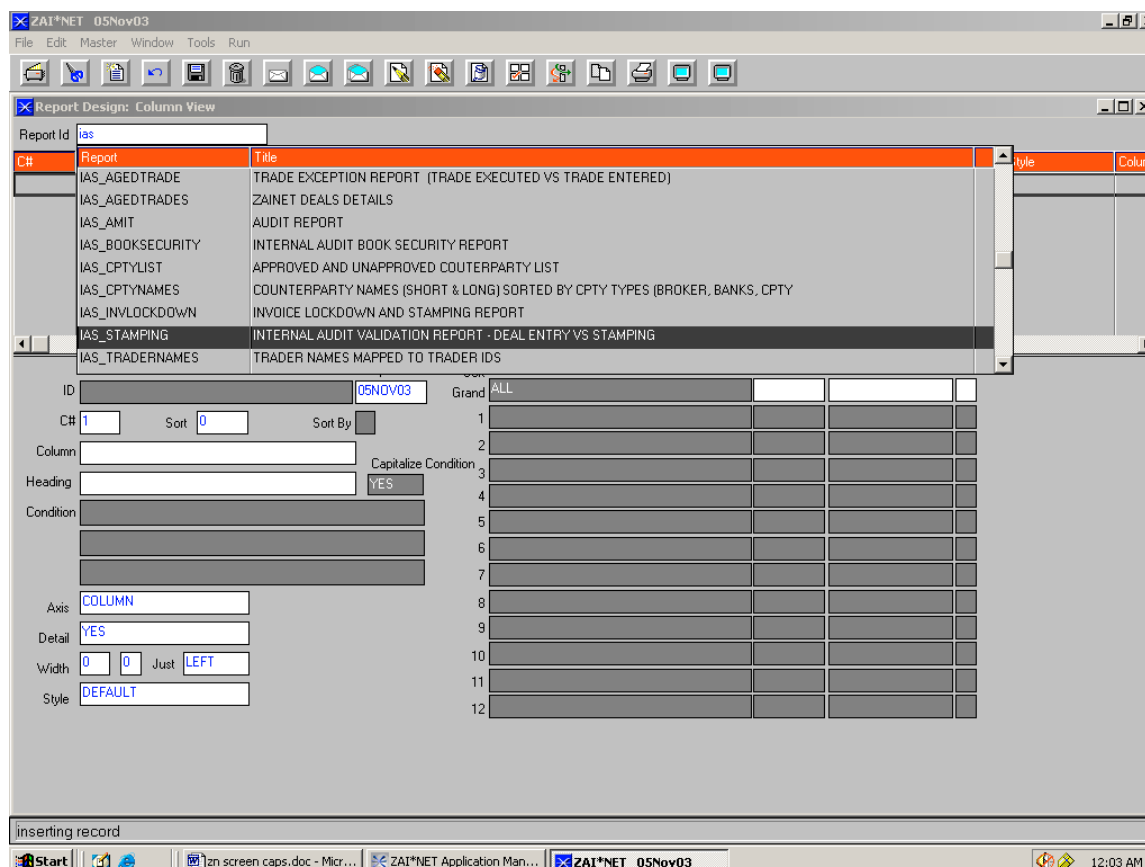 ZAI*NET 05Nov03
File Edit Master Window Tools Run
Report Design: Column View
Report Id ias
C# Report Title Style Colum
IAS_AGEDTRADE TRADE EXCEPTION REPORT (TRADE EXECUTED VS TRADE ENTERED)
IAS_AGEDTRADES ZAINET DEALS DETAILS
IAS_AMIT AUDIT REPORT
IAS_BOOKSECURITY INTERNAL AUDIT BOOK SECURITY REPORT
IAS_CPTYLIST APPROVED AND UNAPPROVED COUTERPARTY LIST
IAS_CPTYNAMES COUNTERPARTY NAMES (SHORT & LONG) SORTED BY CPTY TYPES (BROKER, BANKS, CPTY
IAS_INVLOCKDOWN INVOICE LOCKDOWN AND STAMPING REPORT
IAS_STAMPING INTERNAL AUDIT VALIDATION REPORT - DEAL ENTRY VS STAMPING
IAS_TRADERNAMES TRADER NAMES MAPPED TO TRADER IDS
ID 05NOV03 Grand ALL
C# 1 Sort 0 Sort By 1
Column 2
Capitalize Condition 3
Heading YES
4
Condition
5
6
7
Axis COLUMN 8
Detail YES 9
Width 0 0 Just LEFT 10
Style DEFAULT 11
12
inserting record
Start zn screen caps.doc - Micr... ZAI*NET Application Man... ZAI*NET 05Nov03 12:03 AM